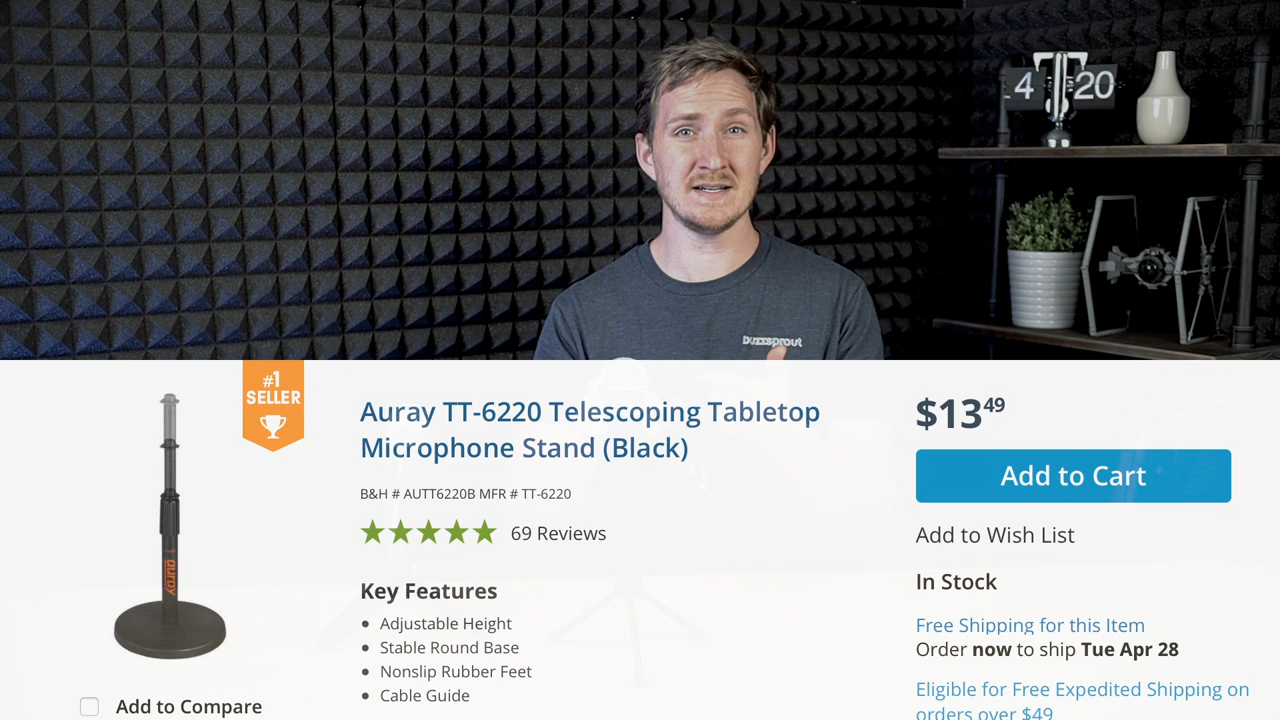 4 20
buzzsprout
#1
SELLER
Auray TT-6220 Telescoping Tabletop
Microphone Stand (Black)
B&H # AUTT6220B MFR # TT-6220
69 Reviews
Key Features
Adjustable Height
Stable Round Base
Nonslip Rubber Feet
Cable Guide
auray
Add to Compare
$13 49
Add to Cart
Add to Wish List
In Stock
Free Shipping for this Item
Order now to ship Tue Apr 28
Eligible for Free Expedited Shipping on
orders over $49